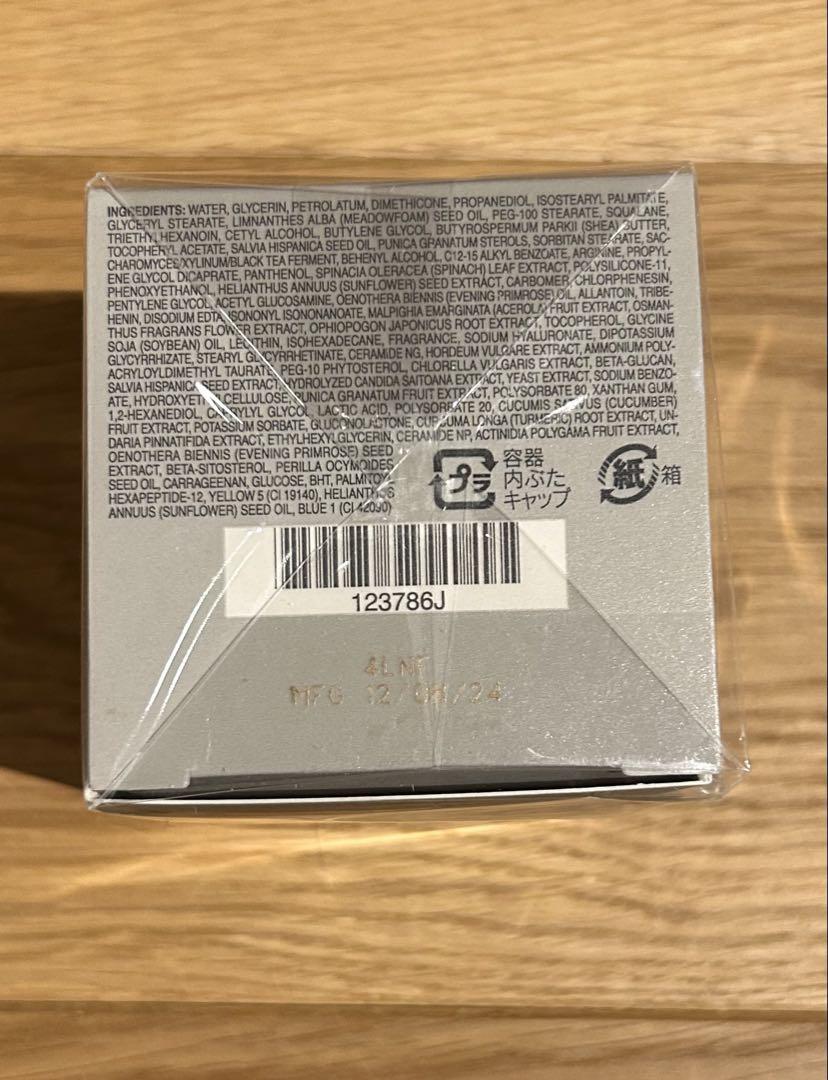 INGREDIENTS: WATER, GLYCERIN, PETROLATUM, DIMETHICONE, PROPANEDIOL, ISOSTEARYL PALMITATE,
GLYCERYL STEARATE, LIMNANTHES ALBA (MEADOWFOAM) SEED OIL, PEG-100 STEARATE, SQUALANE,
TRIETHYLHEXANOIN, CETYL ALCOHOL, BUTYLENE GLYCOL, BUTYROSPERMUM PARKII (SHEA) BUTTER,
TOCOPHERYL ACETATE, SALVIA HISPANICA SEED OIL, PUNICA GRANATUM STEROLS, SORBITAN STEARATE, SAC-
CHAROMYCES/XYLINUM/BLACK TEA FERMENT, BEHENYL ALCOHOL, C12-15 ALKYL BENZOATE, ARGININE, PROPYL-
ENE GLYCOL DICAPRATE, PANTHENOL, SPINACIA OLERACEA (SPINACH) LEAF EXTRACT, POLYSILICONE-11,
PHENOXYETHANOL, HELIANTHUS ANNUUS (SUNFLOWER) SEED EXTRACT, CARBOMER, CHLORPHENESIN,
PENTYLENE GLYCOL, ACETYL GLUCOSAMINE, OENOTHERA BIENNIS (EVENING PRIMROSE) OIL, ALLANTOIN, TRIBE-
HENIN, DISODIUM EDTA, ISONONYL ISONONANOATE, MALPIGHIA EMARGINATA (ACEROLA) FRUIT EXTRACT, OSMAN-
THUS FRAGRANS FLOWER EXTRACT, OPHIOPOGON JAPONICUS ROOT EXTRACT, TOCOPHEROL, GLYCINE
SOJA (SOYBEAN) OIL, LECITHIN, ISOHEXADECANE, FRAGRANCE, SODIUM HYALURONATE, DIPOTASSIUM
GLYCYRRHIZATE, STEARYL GLYCYRRHETINATE, CERAMIDE NG, HORDEUM VULGARE EXTRACT, AMMONIUM POLY-
ACRYLOYLDIMETHYL TAURATE, PEG-10 PHYTOSTEROL, CHLORELLA VULGARIS EXTRACT, BETA-GLUCAN,
SALVIA HISPANICA SEED EXTRACT, HYDROLYZED CANDIDA SAITOANA EXTRACT, YEAST EXTRACT, SODIUM BENZO-
ATE, HYDROXYETHYL CELLULOSE, PUNICA GRANATUM FRUIT EXTRACT, POLYSORBATE 80, XANTHAN GUM,
1,2-HEXANEDIOL, CAPRYLYL GLYCOL, LACTIC ACID, POLYSORBATE 20, CUCUMIS SATIVUS (CUCUMBER)
FRUIT EXTRACT, POTASSIUM SORBATE, GLUCONOLACTONE, CURCUMA LONGA (TURMERIC) ROOT EXTRACT, UN-
DARIA PINNATIFIDA EXTRACT, ETHYLHEXYLGLYCERIN, CERAMIDE NP, ACTINIDIA POLYGAMA FRUIT EXTRACT,
OENOTHERA BIENNIS (EVENING PRIMROSE) SEED
EXTRACT, BETA-SITOSTEROL, PERILLA OCYMOIDES
SEED OIL, CARRAGEENAN, GLUCOSE, BHT, PALMITOYL
HEXAPEPTIDE-12, YELLOW 5 (CI 19140), HELIANTHUS
ANNUUS (SUNFLOWER) SEED OIL, BLUE 1 (CI 42090)
プラ
容器
内ぶた
キャップ
紙 箱
123786J
MFG